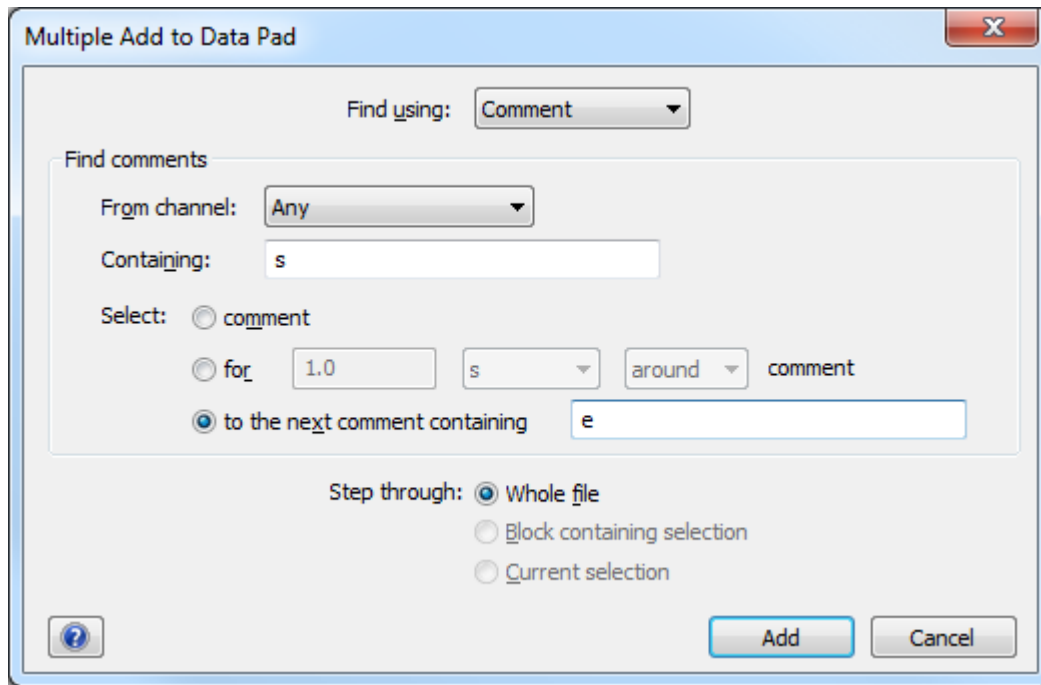 Multiple Add to Data Pad
Find using: Comment
Find comments
From channel: Any
Containing: s
Select: comment
for 1.0 s around comment
to the next comment containing e
Step through: Whole file
Block containing selection
Current selection
Add Cancel